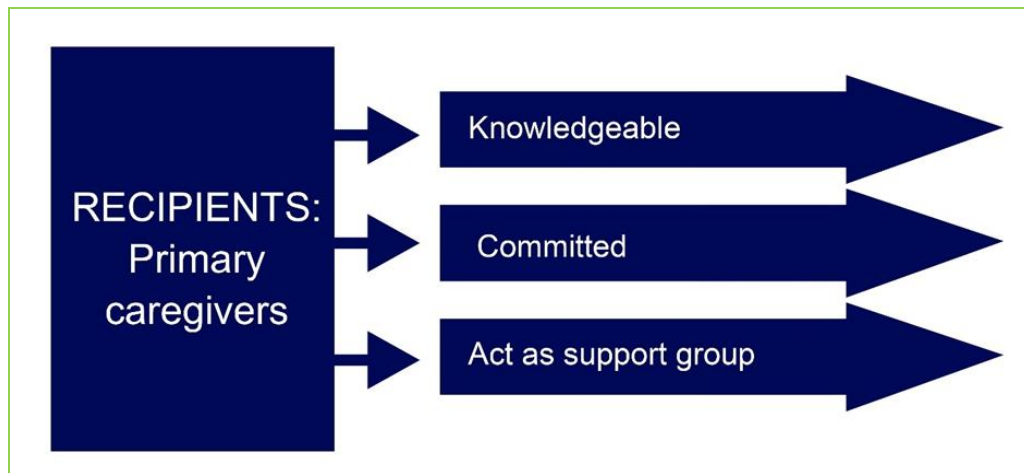 RECIPIENTS:
Primary
caregivers
Knowledgeable
Committed
Act as support group